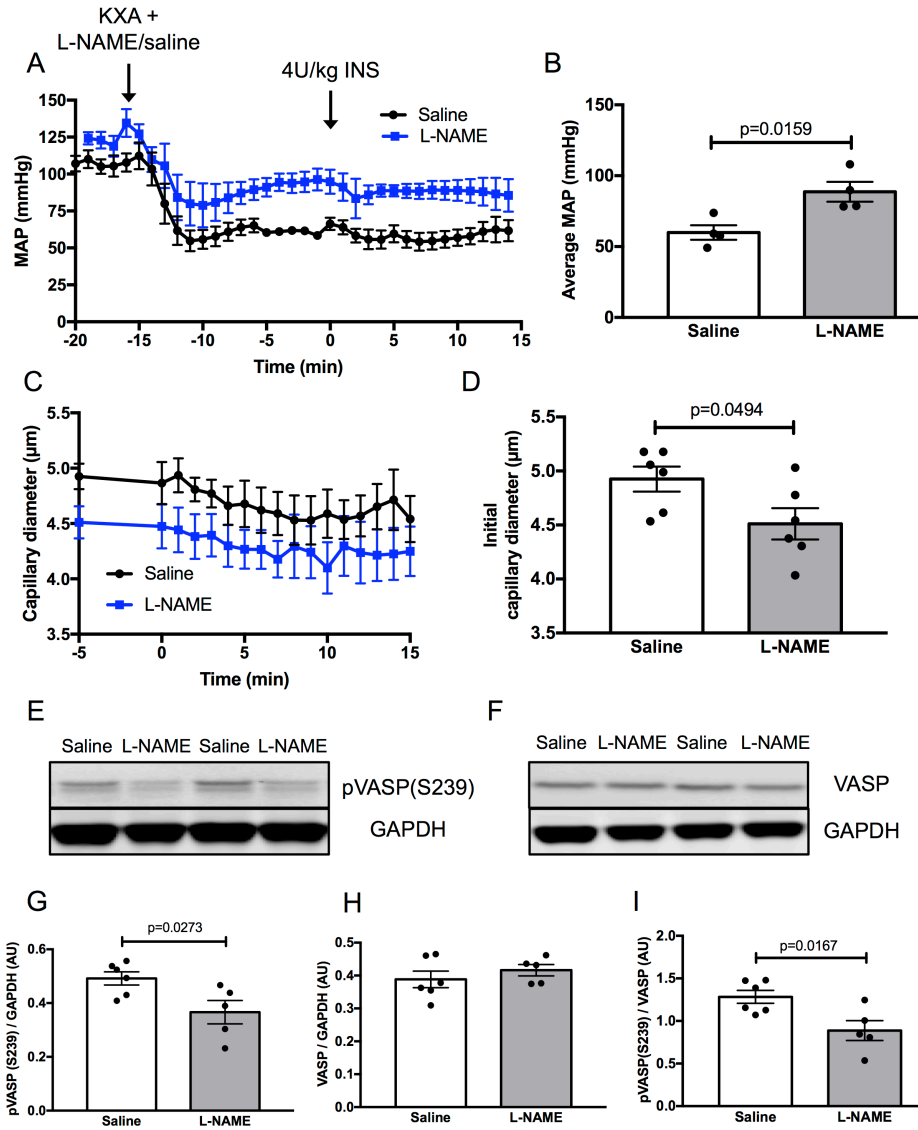 KXA +
L-NAME/saline
A
4U/kg INS
B
150
125
100
75
50
25
0
MAP (mmHg)
Saline
L-NAME
-20 -15 -10 -5 0 5 10 15
Time (min)
150
100
50
0
Average MAP (mmHg)
p=0.0159
Saline L-NAME
C
5.5
5.0
4.5
4.0
3.5
Capillary diameter (μm)
Saline
L-NAME
-5 0 5 10 15
Time (min)
D
5.5
5.0
4.5
4.0
3.5
Initial
capillary diameter (μm)
p=0.0494
Saline L-NAME
E
Saline L-NAME Saline L-NAME
pVASP(S239)
GAPDH
F
Saline L-NAME Saline L-NAME
VASP
GAPDH
G
0.6
0.4
0.2
0.0
pVASP (S239) / GAPDH (AU)
p=0.0273
Saline L-NAME
H
0.5
0.4
0.3
0.2
0.1
0.0
VASP / GAPDH (AU)
Saline L-NAME
I
2.0
1.5
1.0
0.5
0.0
pVASP(S239) / VASP (AU)
p=0.0167
Saline L-NAME